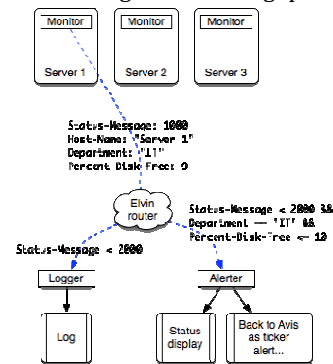 Monitor
Monitor
Monitor
Server 1
Server 2
Server 3
Status-Message: 1000
Host-Name: "Server 1"
Department: "IT"
Percent-Disk-Free: 9
Elvin
router
Status-Message < 2000 &&
Department == "IT" &&
Percent-Disk-Free <= 10
Status-Message < 2000
Logger
Alerter
Log
Status
display
Back to Avis
as ticker
alert...